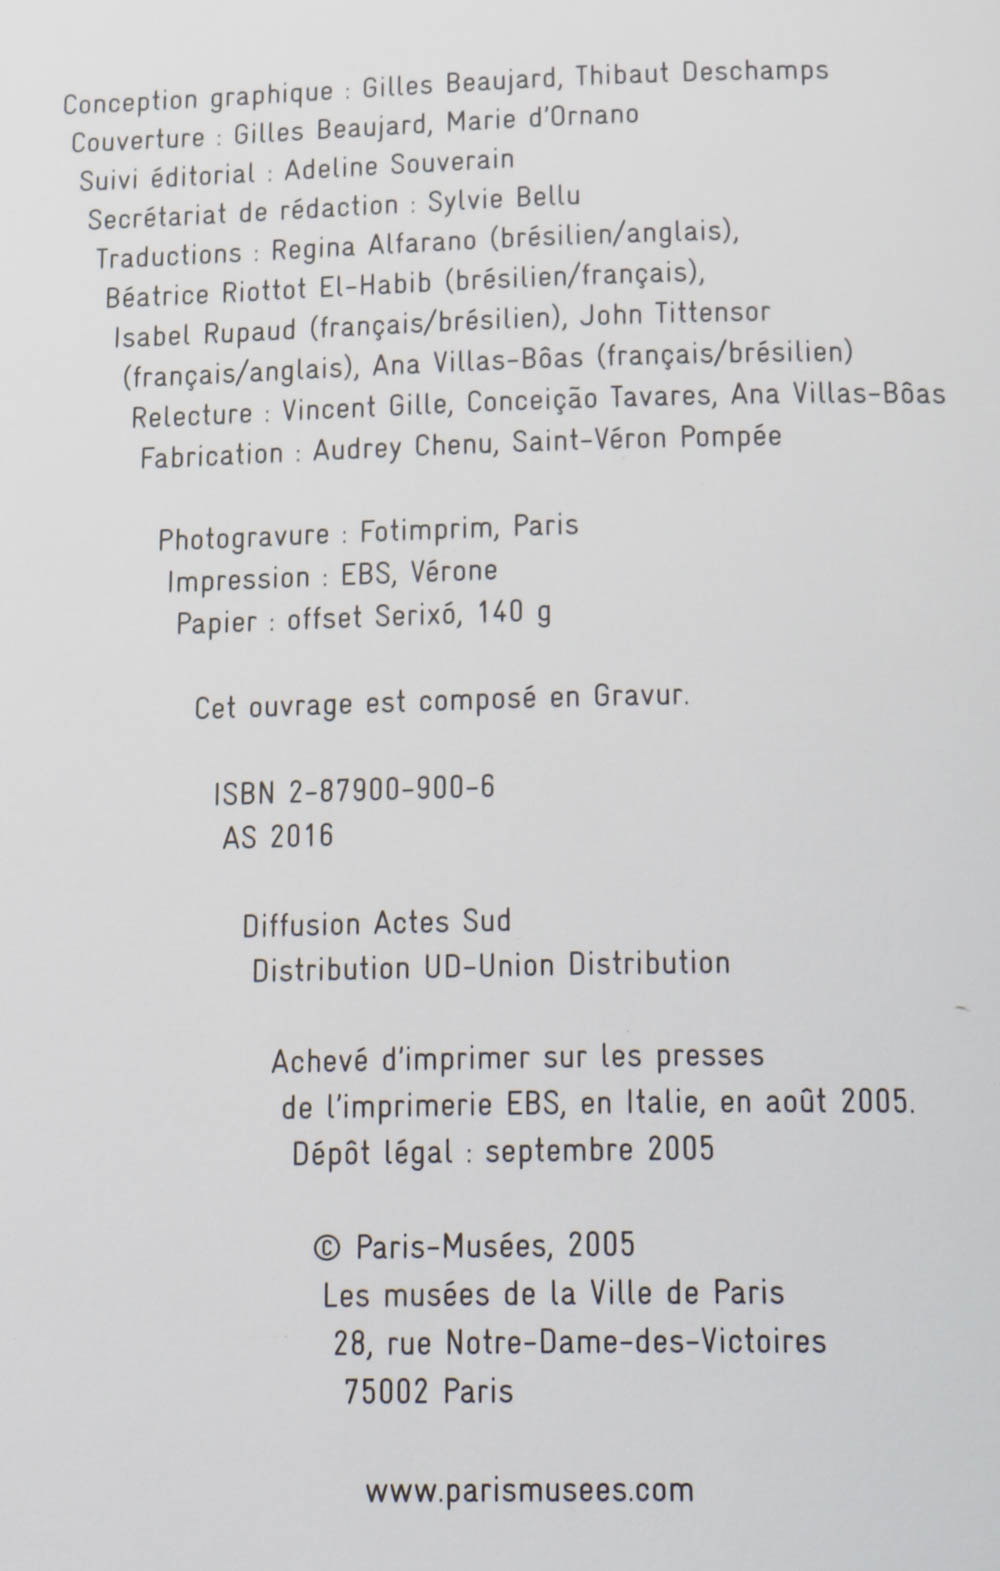 Conception graphique : Gilles Beaujard, Thibaut Deschamps
Couverture : Gilles Beaujard, Marie d'Ornano
Suivi éditorial : Adeline Souverain
Secrétariat de rédaction : Sylvie Bellu
Traductions : Regina Alfarano (brésilien/anglais),
Béatrice Riottot El-Habib (brésilien/français),
Isabel Rupaud (français/brésilien), John Tittensor
(français/anglais), Ana Villas-Bôas (français/brésilien)
Relecture : Vincent Gille, Conceição Tavares, Ana Villas-Bôas
Fabrication : Audrey Chenu, Saint-Véron Pompée
Photogravure : Fotimprim, Paris
Impression : EBS, Vérone
Papier : offset Serixó, 140 g
Cet ouvrage est composé en Gravur.
ISBN 2-87900-900-6
AS 2016
Diffusion Actes Sud
Distribution UD-Union Distribution
Achevé d'imprimer sur les presses
de l'imprimerie EBS, en Italie, en août 2005.
Dépôt légal : septembre 2005
© Paris-Musées, 2005
Les musées de la Ville de Paris
28, rue Notre-Dame-des-Victoires
75002 Paris
www.parismusees.com